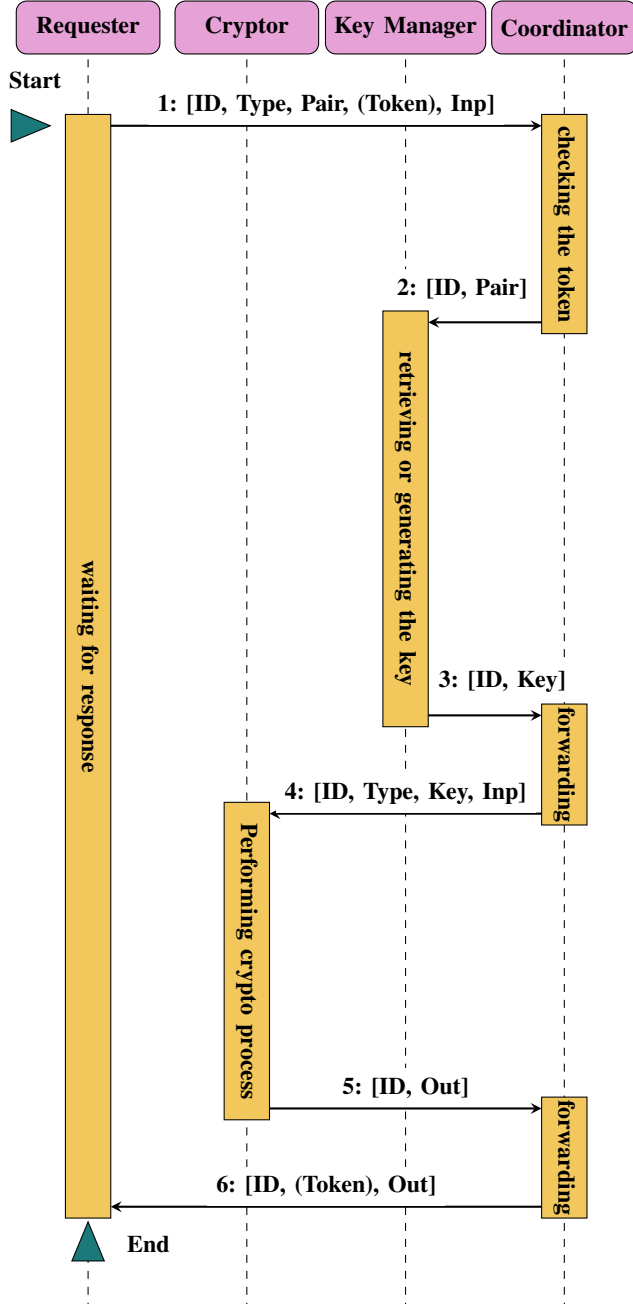 Requester
Cryptor
Key Manager
Coordinator
Start
1: [ID, Type, Pair, (Token), Inp]
checking the token
2: [ID, Pair]
retrieving or generating the key
waiting for response
3: [ID, Key]
forwarding
4: [ID, Type, Key, Inp]
Performing crypto process
5: [ID, Out]
forwarding
6: [ID, (Token), Out]
End